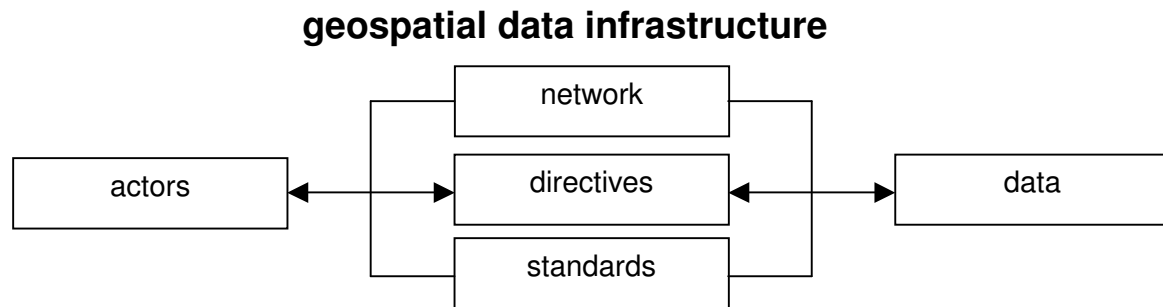 geospatial data infrastructure
network
actors
directives
data
standards